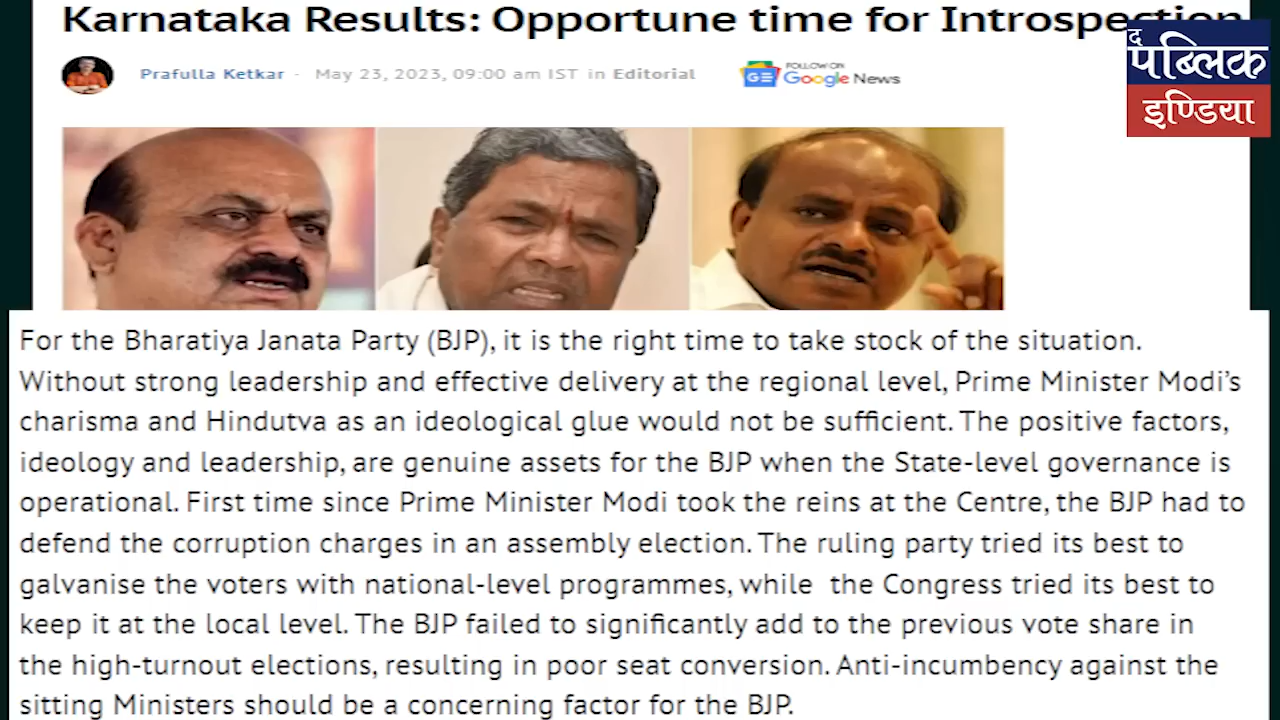 Karnataka Results: Opportune time for Introspection
द
पब्लिक
इण्डिया
Prafulla Ketkar - May 23, 2023, 09:00 am IST in Editorial
FOLLOW ON
GE Google News
For the Bharatiya Janata Party (BJP), it is the right time to take stock of the situation.
Without strong leadership and effective delivery at the regional level, Prime Minister Modi’s
charisma and Hindutva as an ideological glue would not be sufficient. The positive factors,
ideology and leadership, are genuine assets for the BJP when the State-level governance is
operational. First time since Prime Minister Modi took the reins at the Centre, the BJP had to
defend the corruption charges in an assembly election. The ruling party tried its best to
galvanise the voters with national-level programmes, while the Congress tried its best to
keep it at the local level. The BJP failed to significantly add to the previous vote share in
the high-turnout elections, resulting in poor seat conversion. Anti-incumbency against the
sitting Ministers should be a concerning factor for the BJP.